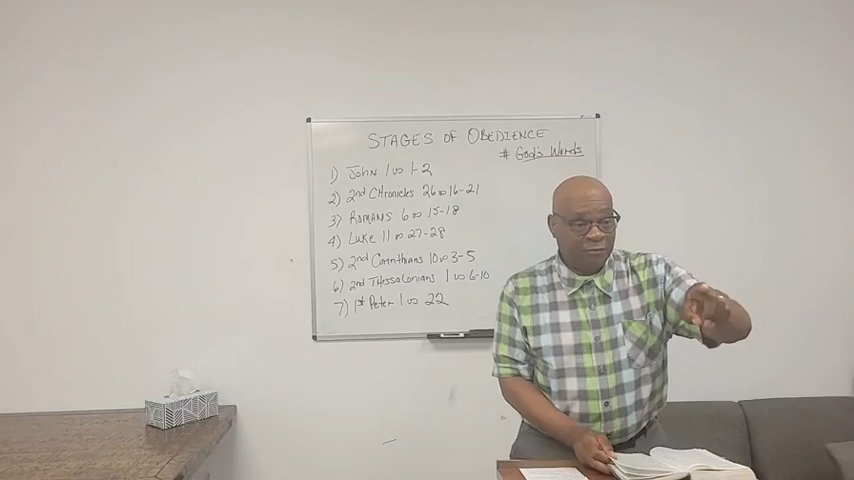 STAGES OF OBEDIENCE
# God's Words
1) JOHN 1 vs 1-2
2) 2nd CHronicles 26 vs 16-21
3) ROMANS 6 vs 15-18
4) Luke 11 vs 27-28
5) 2nd Corinthians 10 vs 3-5
6) 2nd THessalonians 1 vs 6-10
7) 1st Peter 1 vs 22